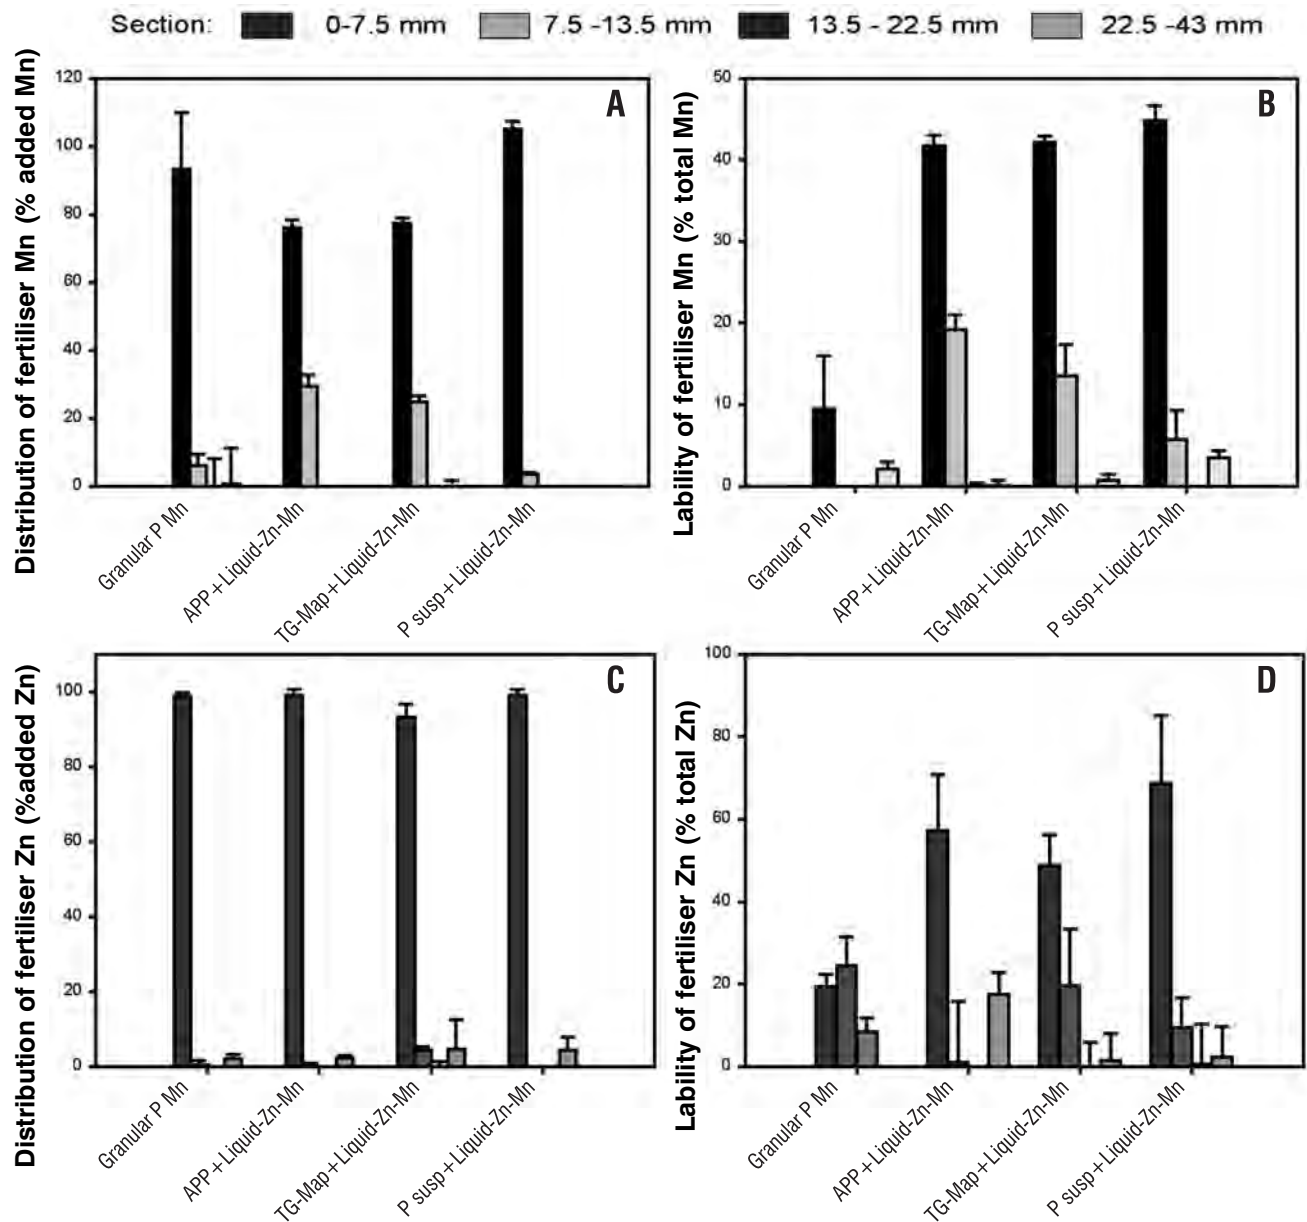 Section: 0-7.5 mm 7.5 -13.5 mm 13.5 - 22.5 mm 22.5 -43 mm
Distribution of fertiliser Mn (% added Mn)
120
100
80
60
40
20
0
A
Granular P Mn
APP + Liquid-Zn-Mn
TG-Map + Liquid-Zn-Mn
P susp + Liquid-Zn-Mn
Lability of fertiliser Mn (% total Mn)
50
40
30
20
10
0
B
Granular P Mn
APP + Liquid-Zn-Mn
TG-Map + Liquid-Zn-Mn
P susp + Liquid-Zn-Mn
Distribution of fertiliser Zn (%added Zn)
100
80
60
40
20
0
C
Granular P Mn
APP + Liquid-Zn-Mn
TG-Map + Liquid-Zn-Mn
P susp + Liquid-Zn-Mn
Lability of fertiliser Zn (% total Zn)
100
80
60
40
20
0
D
Granular P Mn
APP + Liquid-Zn-Mn
TG-Map + Liquid-Zn-Mn
P susp + Liquid-Zn-Mn